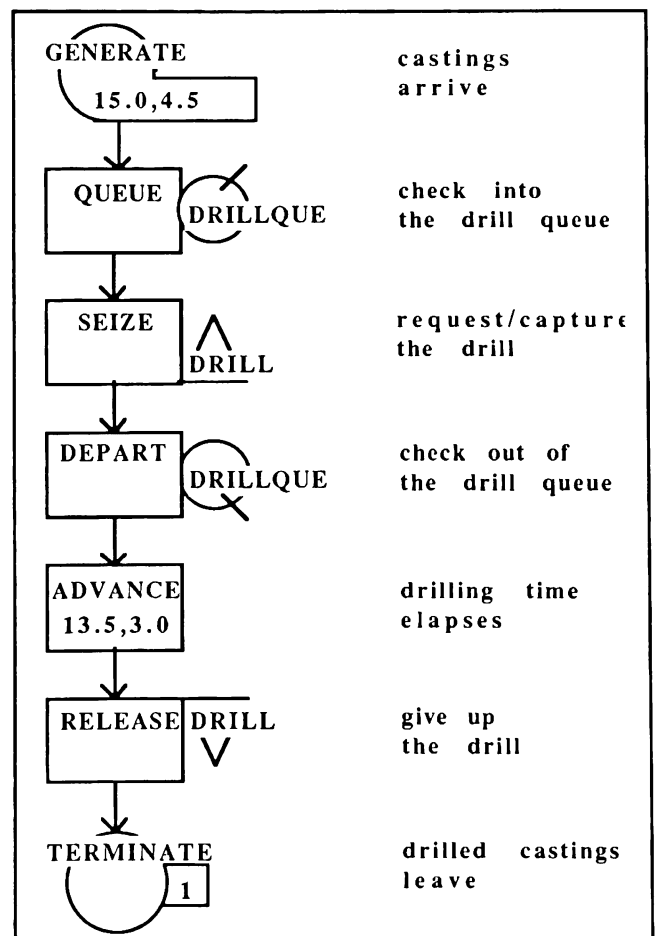 GENERATE
15.0,4.5
castings
arrive
QUEUE
DRILLQUE
check into
the drill queue
SEIZE
DRILL
request/capture
the drill
DEPART
DRILLQUE
check out of
the drill queue
ADVANCE
13.5,3.0
drilling time
elapses
RELEASE
DRILL
give up
the drill
TERMINATE
1
drilled castings
leave